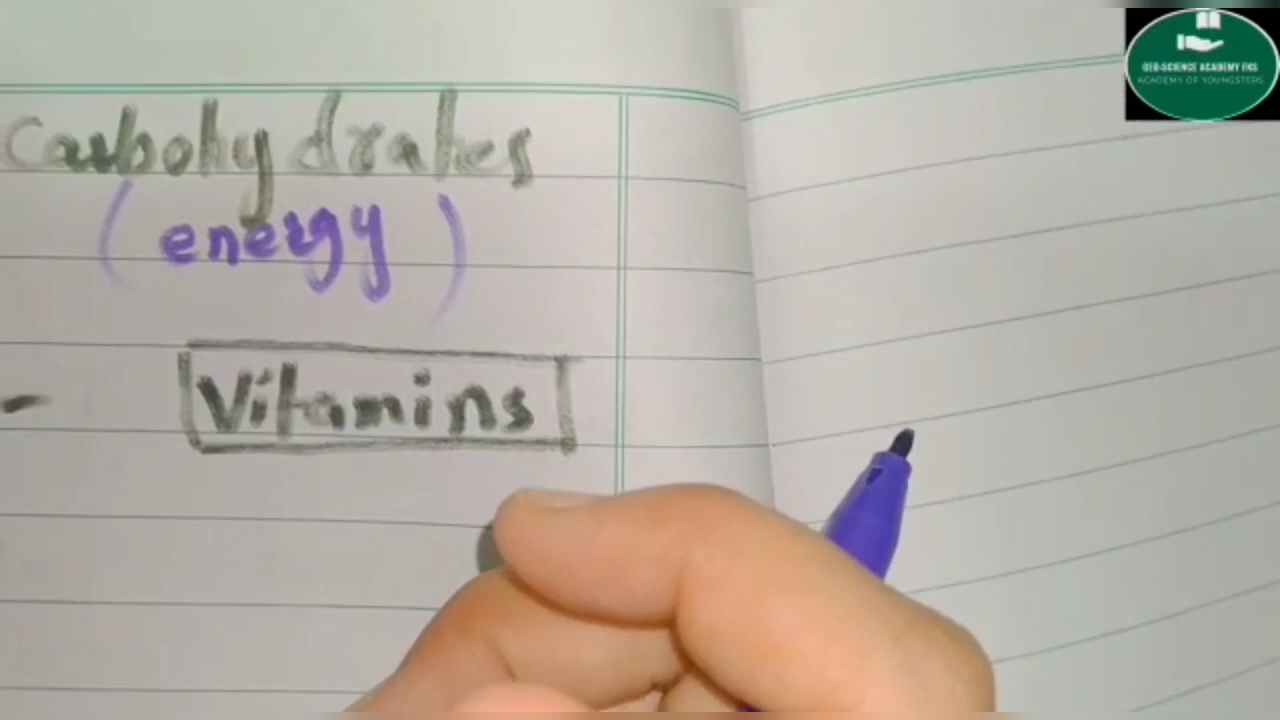 Carbohydrates
(energy)
- Vitamins
GEO-SCIENCE ACADEMY FKS
ACADEMY OF YOUNGSTERS